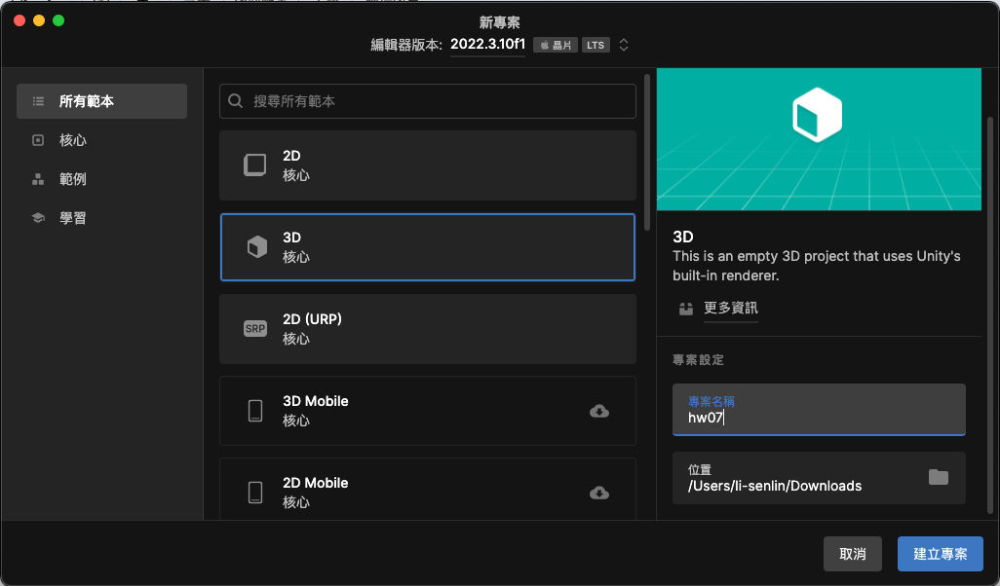 新專案
編輯器版本: 2022.3.10f1 晶片 LTS
所有範本
核心
範例
學習
搜尋所有範本
2D
核心
3D
核心
SRP
2D (URP)
核心
3D Mobile
核心
2D Mobile
核心
3D
This is an empty 3D project that uses Unity's
built-in renderer.
更多資訊
專案設定
專案名稱
hw07
位置
/Users/li-senlin/Downloads
取消
建立專案